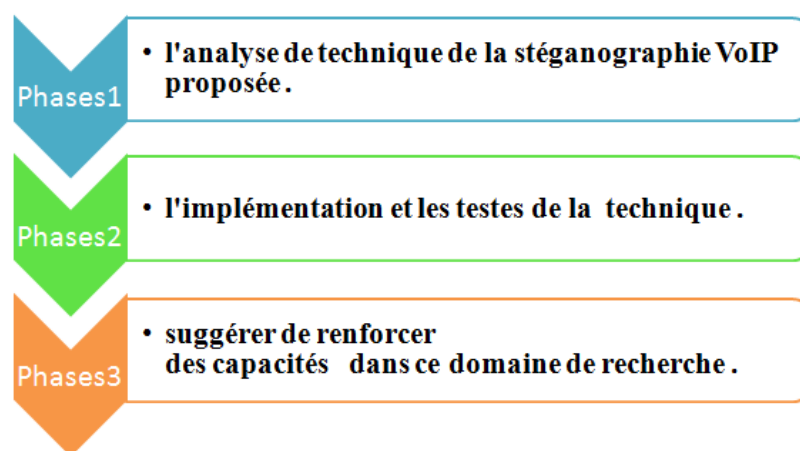 Phases1
• l'analyse de technique de la stéganographie VoIP
proposée .
Phases2
• l'implémentation et les testes de la technique .
Phases3
• suggérer de renforcer
des capacités dans ce domaine de recherche .